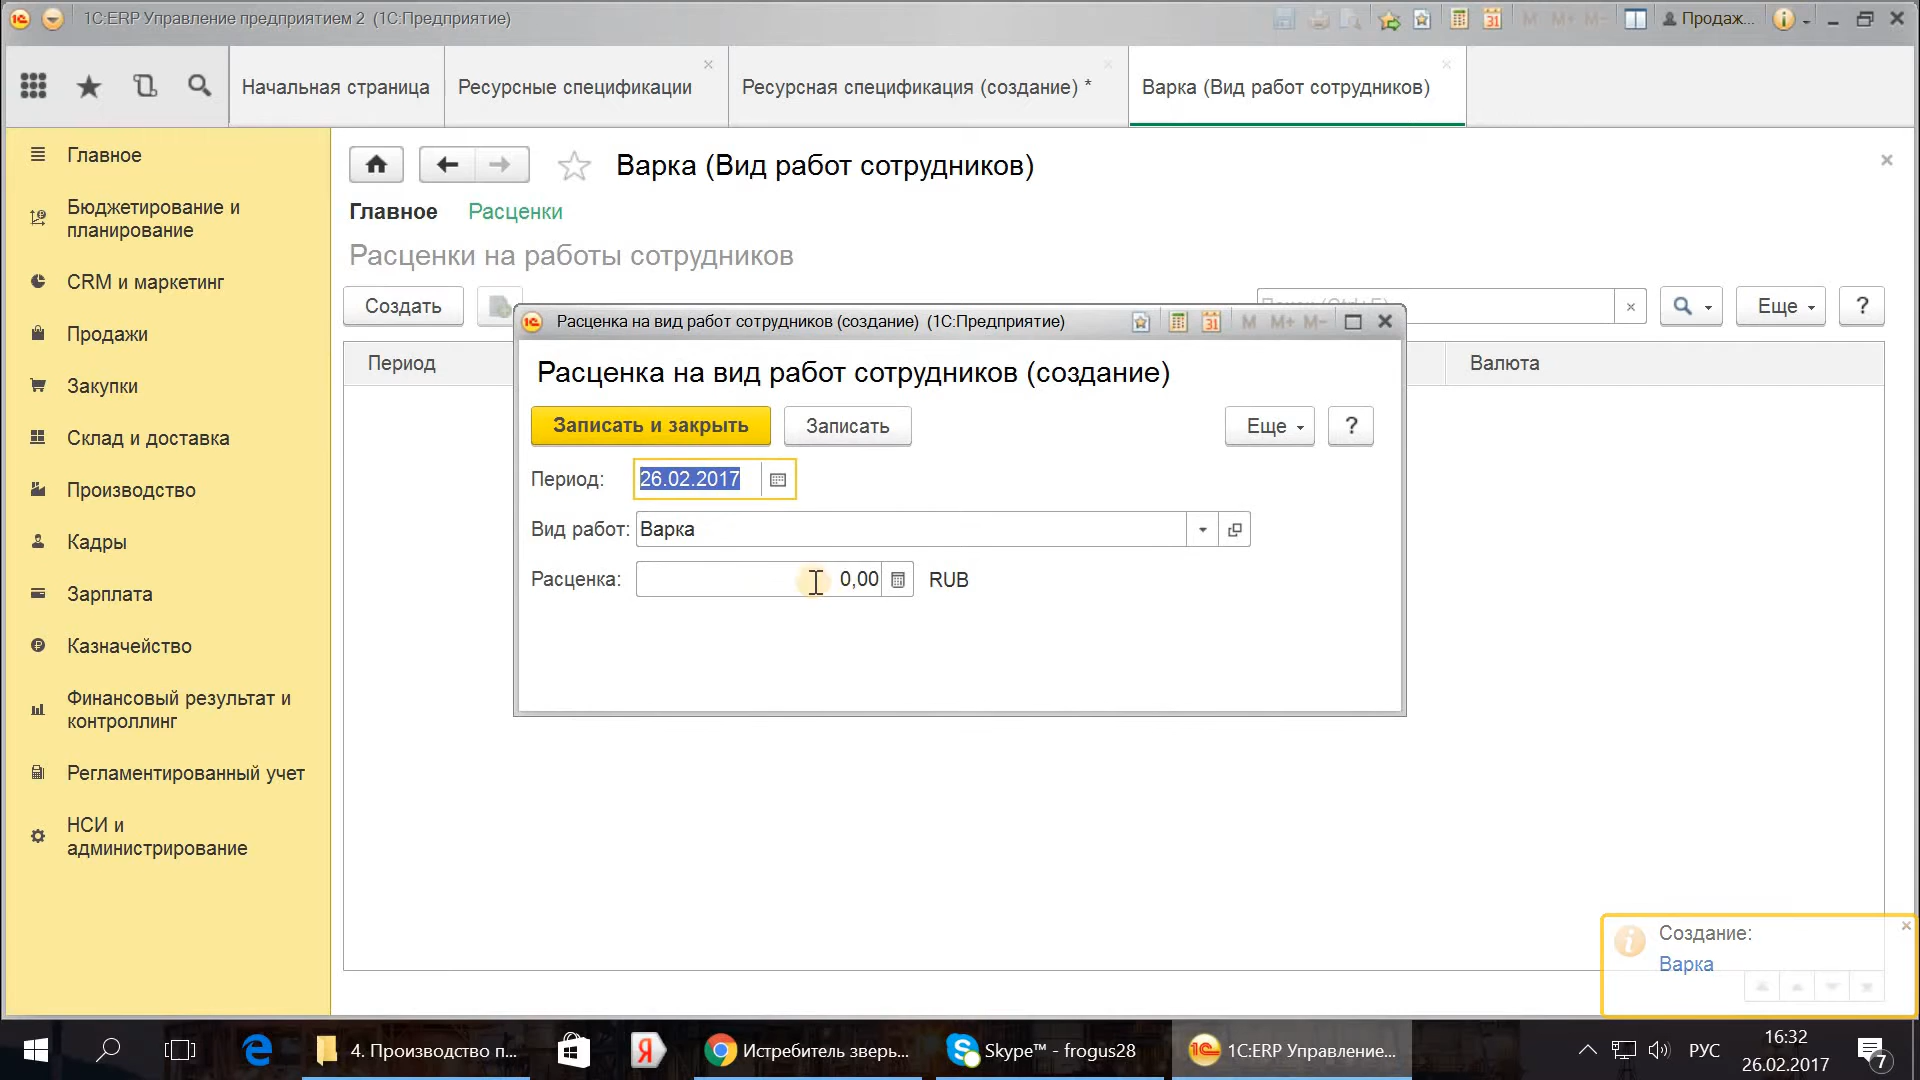 1С:ERP Управление предприятием 2 (1С:Предприятие)
M M+ M- Продаж...
Начальная страница
Ресурсные спецификации
Ресурсная спецификация (создание) *
Варка (Вид работ сотрудников)
Главное
Бюджетирование и
планирование
CRM и маркетинг
Продажи
Закупки
Склад и доставка
Производство
Кадры
Зарплата
Казначейство
Финансовый результат и
контроллинг
Регламентированный учет
НСИ и
администрирование
Варка (Вид работ сотрудников)
Главное Расценки
Расценки на работы сотрудников
Создать
Поиск (Ctrl+F)
Еще
?
Период
Валюта
Расценка на вид работ сотрудников (создание) (1С:Предприятие)
M M+ M-
Расценка на вид работ сотрудников (создание)
Записать и закрыть
Записать
Еще
?
Период: 26.02.2017
Вид работ: Варка
Расценка: 0,00 RUB
Создание:
Варка
4. Производство п...
Истребитель зверь...
Skype™ - frogus28
1С:ERP Управление...
РУС
16:32
26.02.2017
7